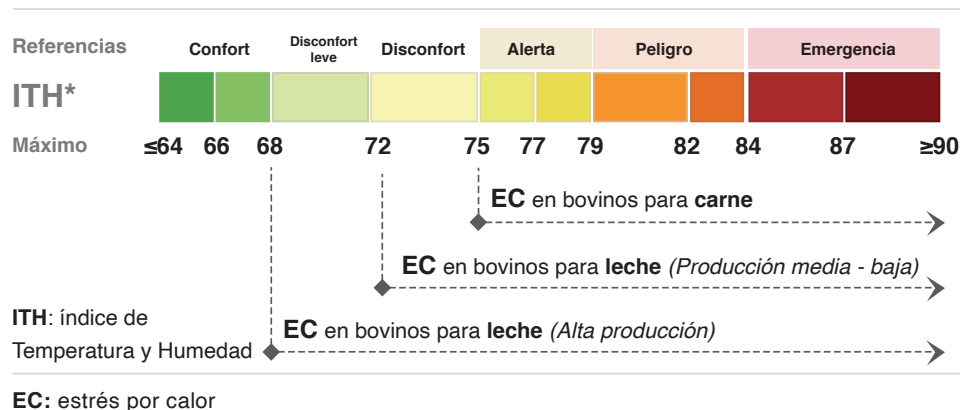 Referencias
Confort
Disconfort
leve
Disconfort
Alerta
Peligro
Emergencia
ITH*
Máximo
≤64 66 68 72 75 77 79 82 84 87 ≥90
EC en bovinos para carne
EC en bovinos para leche (Producción media - baja)
ITH: índice de
Temperatura y Humedad
EC en bovinos para leche (Alta producción)
EC: estrés por calor